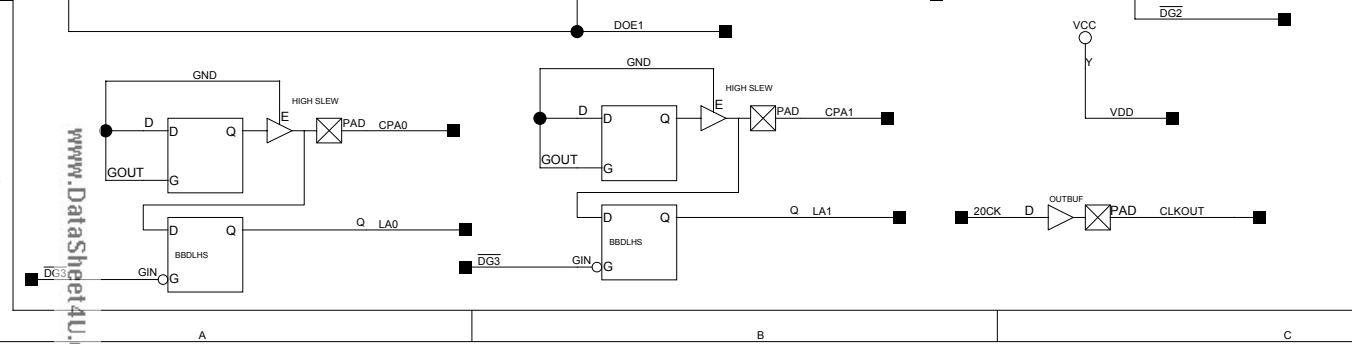 DG2
DOE1
VCC
Y
VDD
GND
HIGH SLEW
E
D
D
Q
PAD
CPA0
GOUT
G
D
Q
Q
LA0
BBDLHS
DG3
GIN
G
GND
HIGH SLEW
E
D
D
Q
PAD
CPA1
GOUT
G
D
Q
Q
LA1
BBDLHS
DG3
GIN
G
OUTBUF
20CK
D
PAD
CLKOUT
www.DataSheet4U.
A
B
C